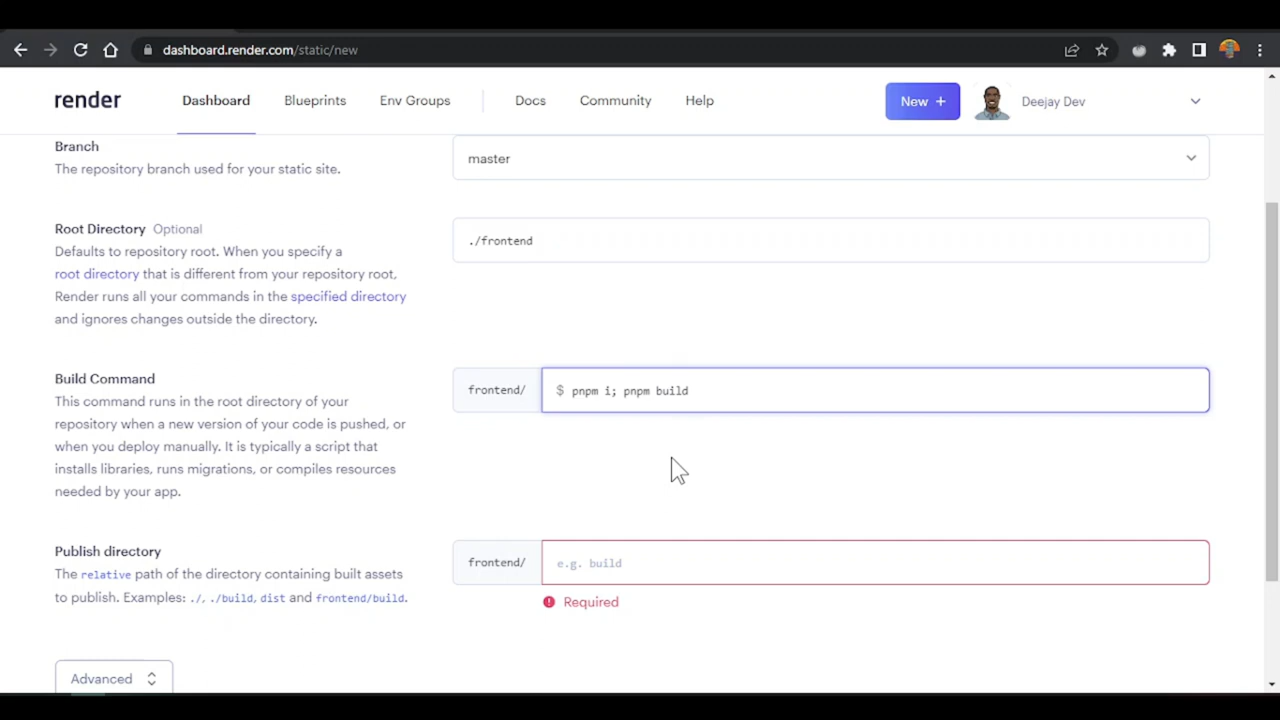 dashboard.render.com/static/new
render Dashboard Blueprints Env Groups Docs Community Help New + Deejay Dev
Branch
The repository branch used for your static site.
master
Root Directory Optional
Defaults to repository root. When you specify a
root directory that is different from your repository root,
Render runs all your commands in the specified directory
and ignores changes outside the directory.
./frontend
Build Command
This command runs in the root directory of your
repository when a new version of your code is pushed, or
when you deploy manually. It is typically a script that
installs libraries, runs migrations, or compiles resources
needed by your app.
frontend/ $ pnpm i; pnpm build
Publish directory
The relative path of the directory containing built assets
to publish. Examples: ./, ./build, dist and frontend/build.
frontend/ e.g. build
Required
Advanced